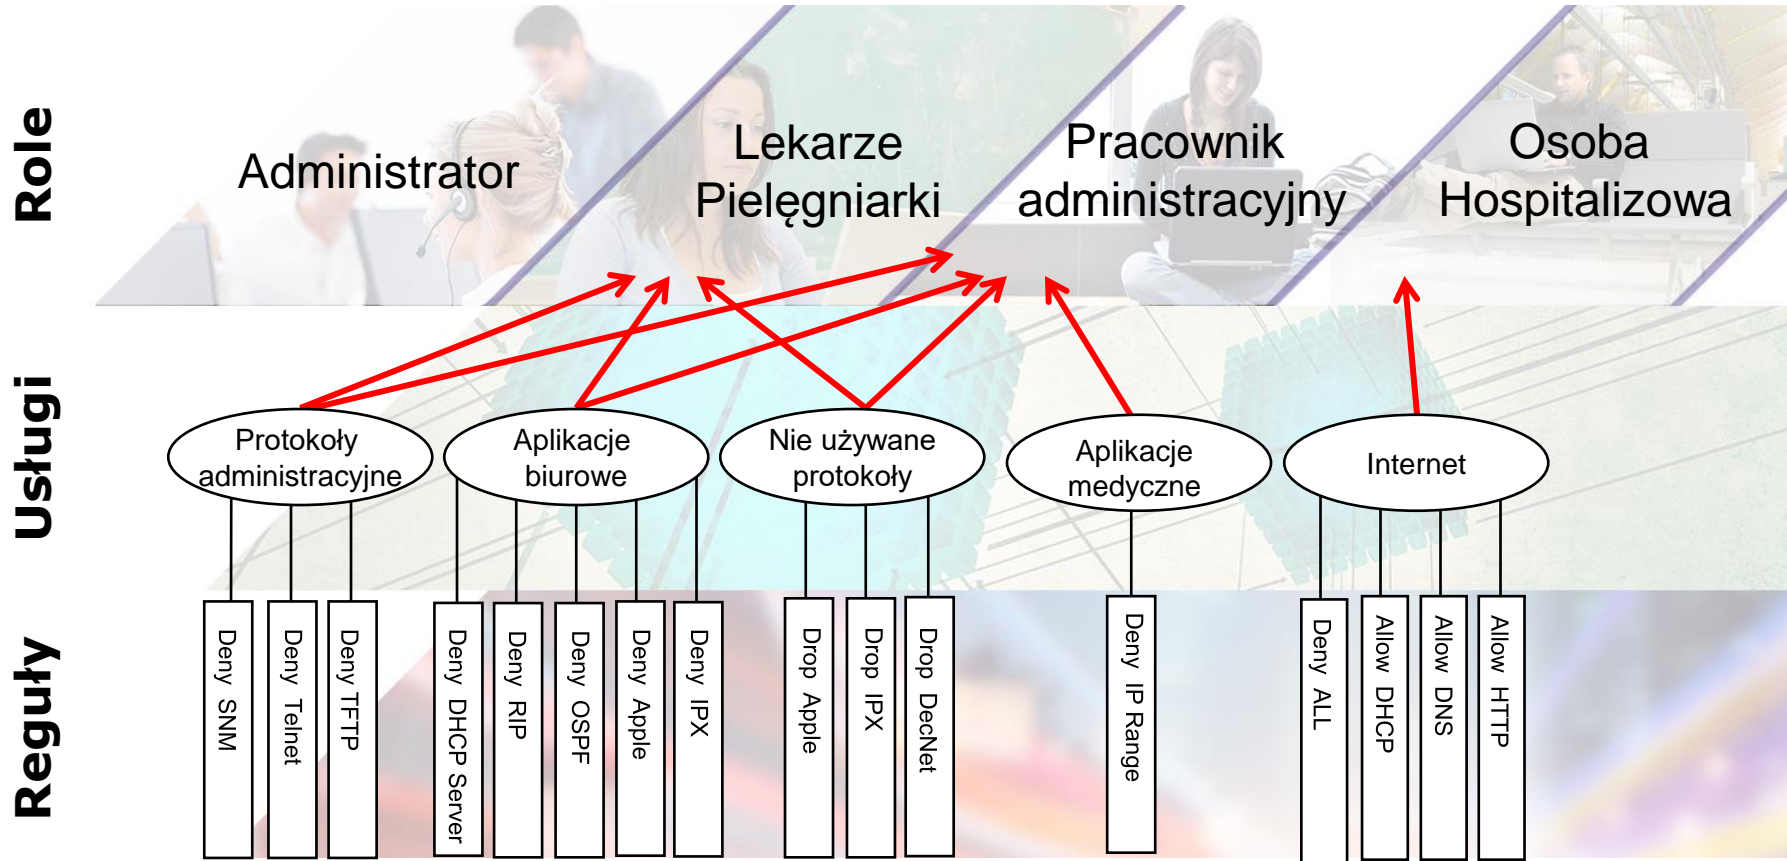 Role
Administrator
Lekarze
Pielęgniarki
Pracownik
administracyjny
Osoba
Hospitalizowa
Usługi
Protokoły
administracyjne
Aplikacje
biurowe
Nie używane
protokoły
Aplikacje
medyczne
Internet
Reguły
Deny SNM
Deny Telnet
Deny TFTP
Deny DHCP Server
Deny RIP
Deny OSPF
Deny Apple
Deny IPX
Drop Apple
Drop IPX
Drop DecNet
Deny IP Range
Deny ALL
Allow DHCP
Allow DNS
Allow HTTP